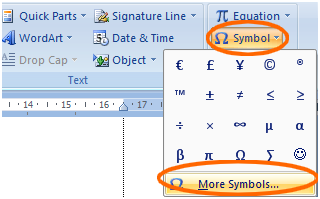 Quick Parts Signature Line π Equation
WordArt Date & Time Ω Symbol
Drop Cap Object
Text
€ £ ¥ © ®
™ ± ≠ ≤ ≥
÷ × ∞ µ α
β π Ω ∑ ☺
Ω More Symbols...
14 15 16 17 18